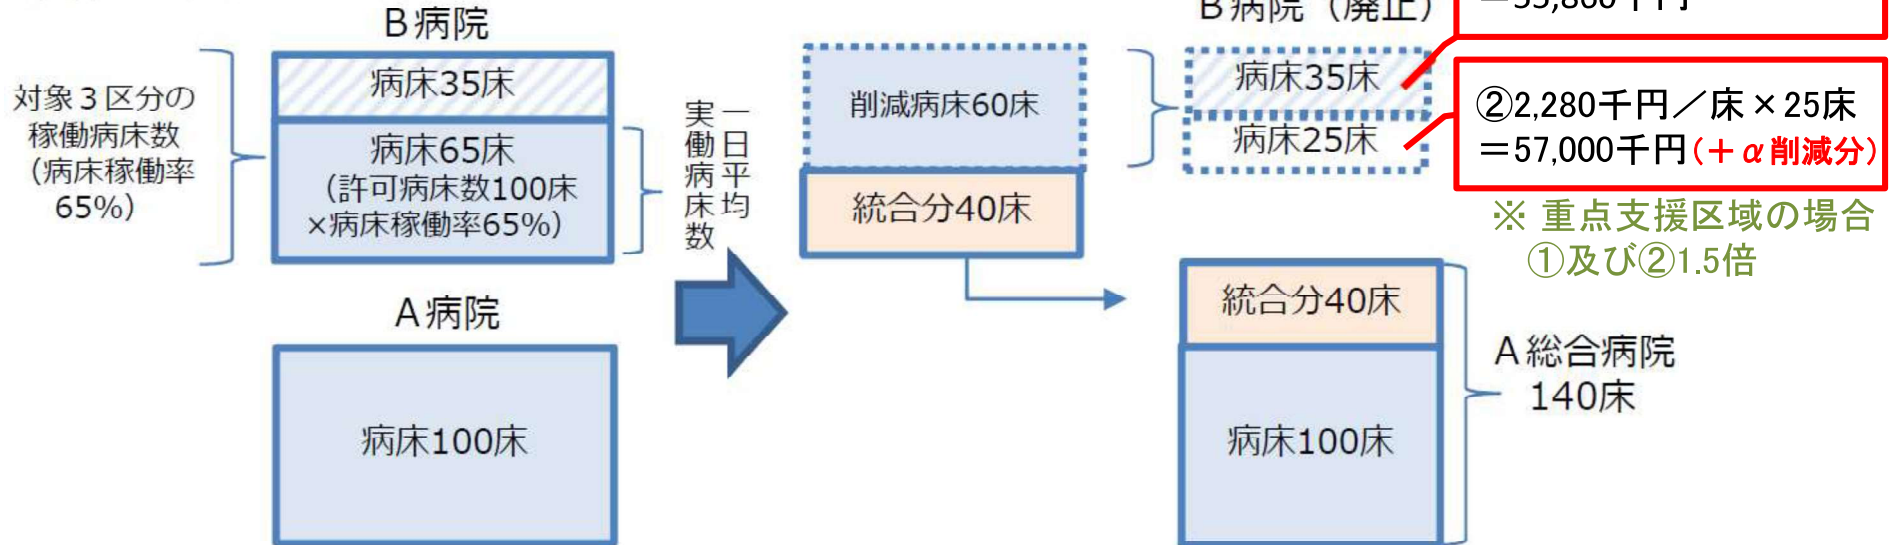 B病院
病床35床
病床65床
(許可病床数100床
×病床稼働率65%)
対象3区分の
稼働病床数
(病床稼働率
65%)
一日平均
実働病床数
A病院
病床100床
削減病床60床
統合分40床
B病院(廃止)
病床35床
病床25床
②2,280千円/床×25床
=57,000千円(+α削減分)
※ 重点支援区域の場合
①及び②1.5倍
統合分40床
病床100床
A総合病院
140床